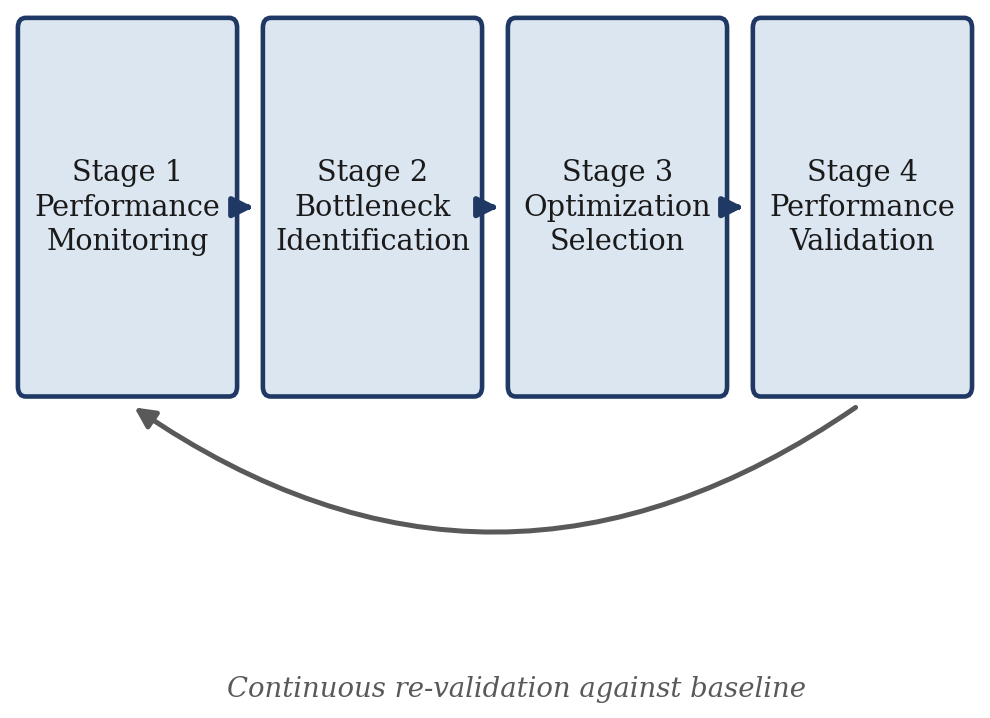 Stage 1
Performance
Monitoring
Stage 2
Bottleneck
Identification
Stage 3
Optimization
Selection
Stage 4
Performance
Validation
Continuous re-validation against baseline